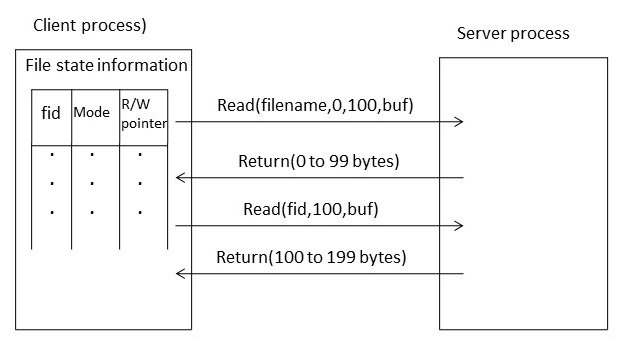 Client process)
Server process
File state information
fid Mode R/W pointer
Read(filename,0,100,buf)
Return(0 to 99 bytes)
Read(fid,100,buf)
Return(100 to 199 bytes)